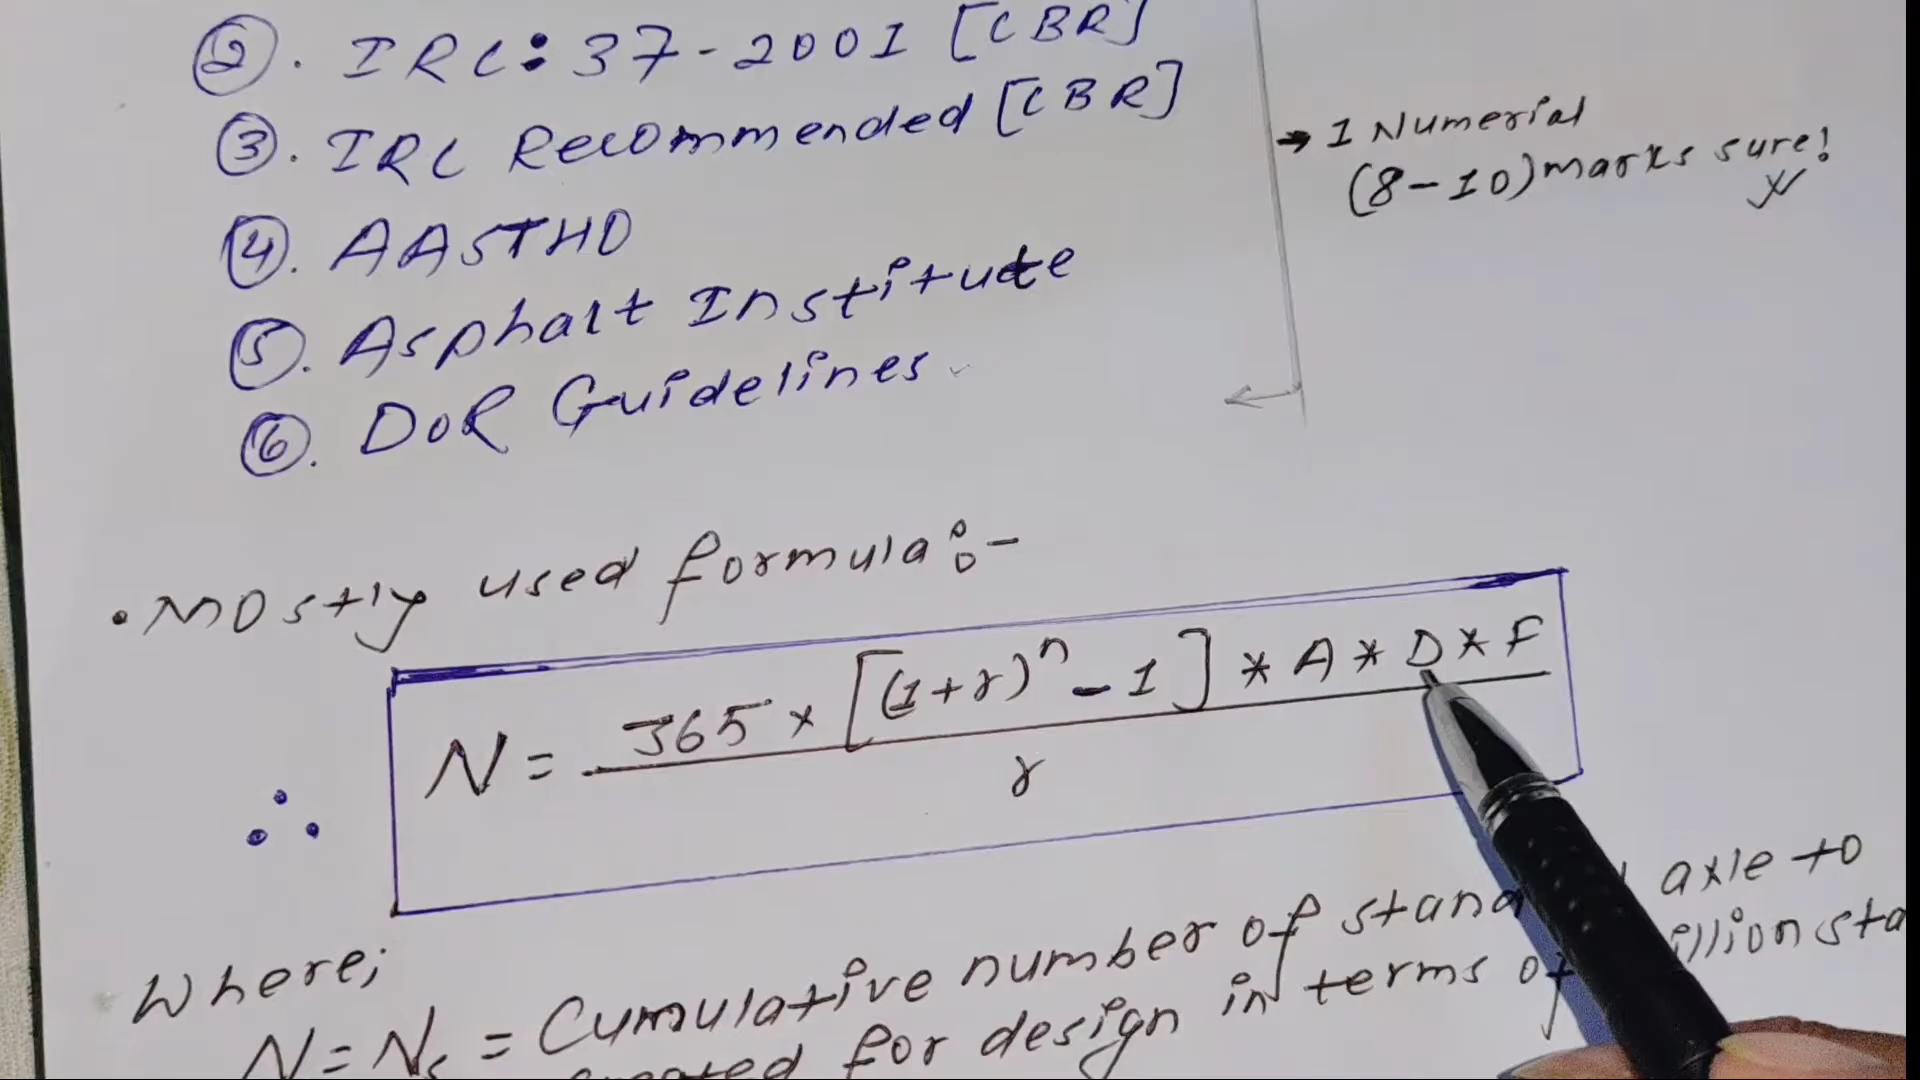 ②. IRC: 37-2001 [CBR]
③. IRC Recommended [CBR]
④. AASTHO
⑤. Asphalt Institute
⑥. DoR Guidelines
→ 1 Numerial
(8-10) marks sure!
• Mostly used formula:-
∴ N = 365 × [(1+r)ⁿ - 1] * A * D * F
r
Where;
N = Ns = Cumulative number of axle to
for design in terms of